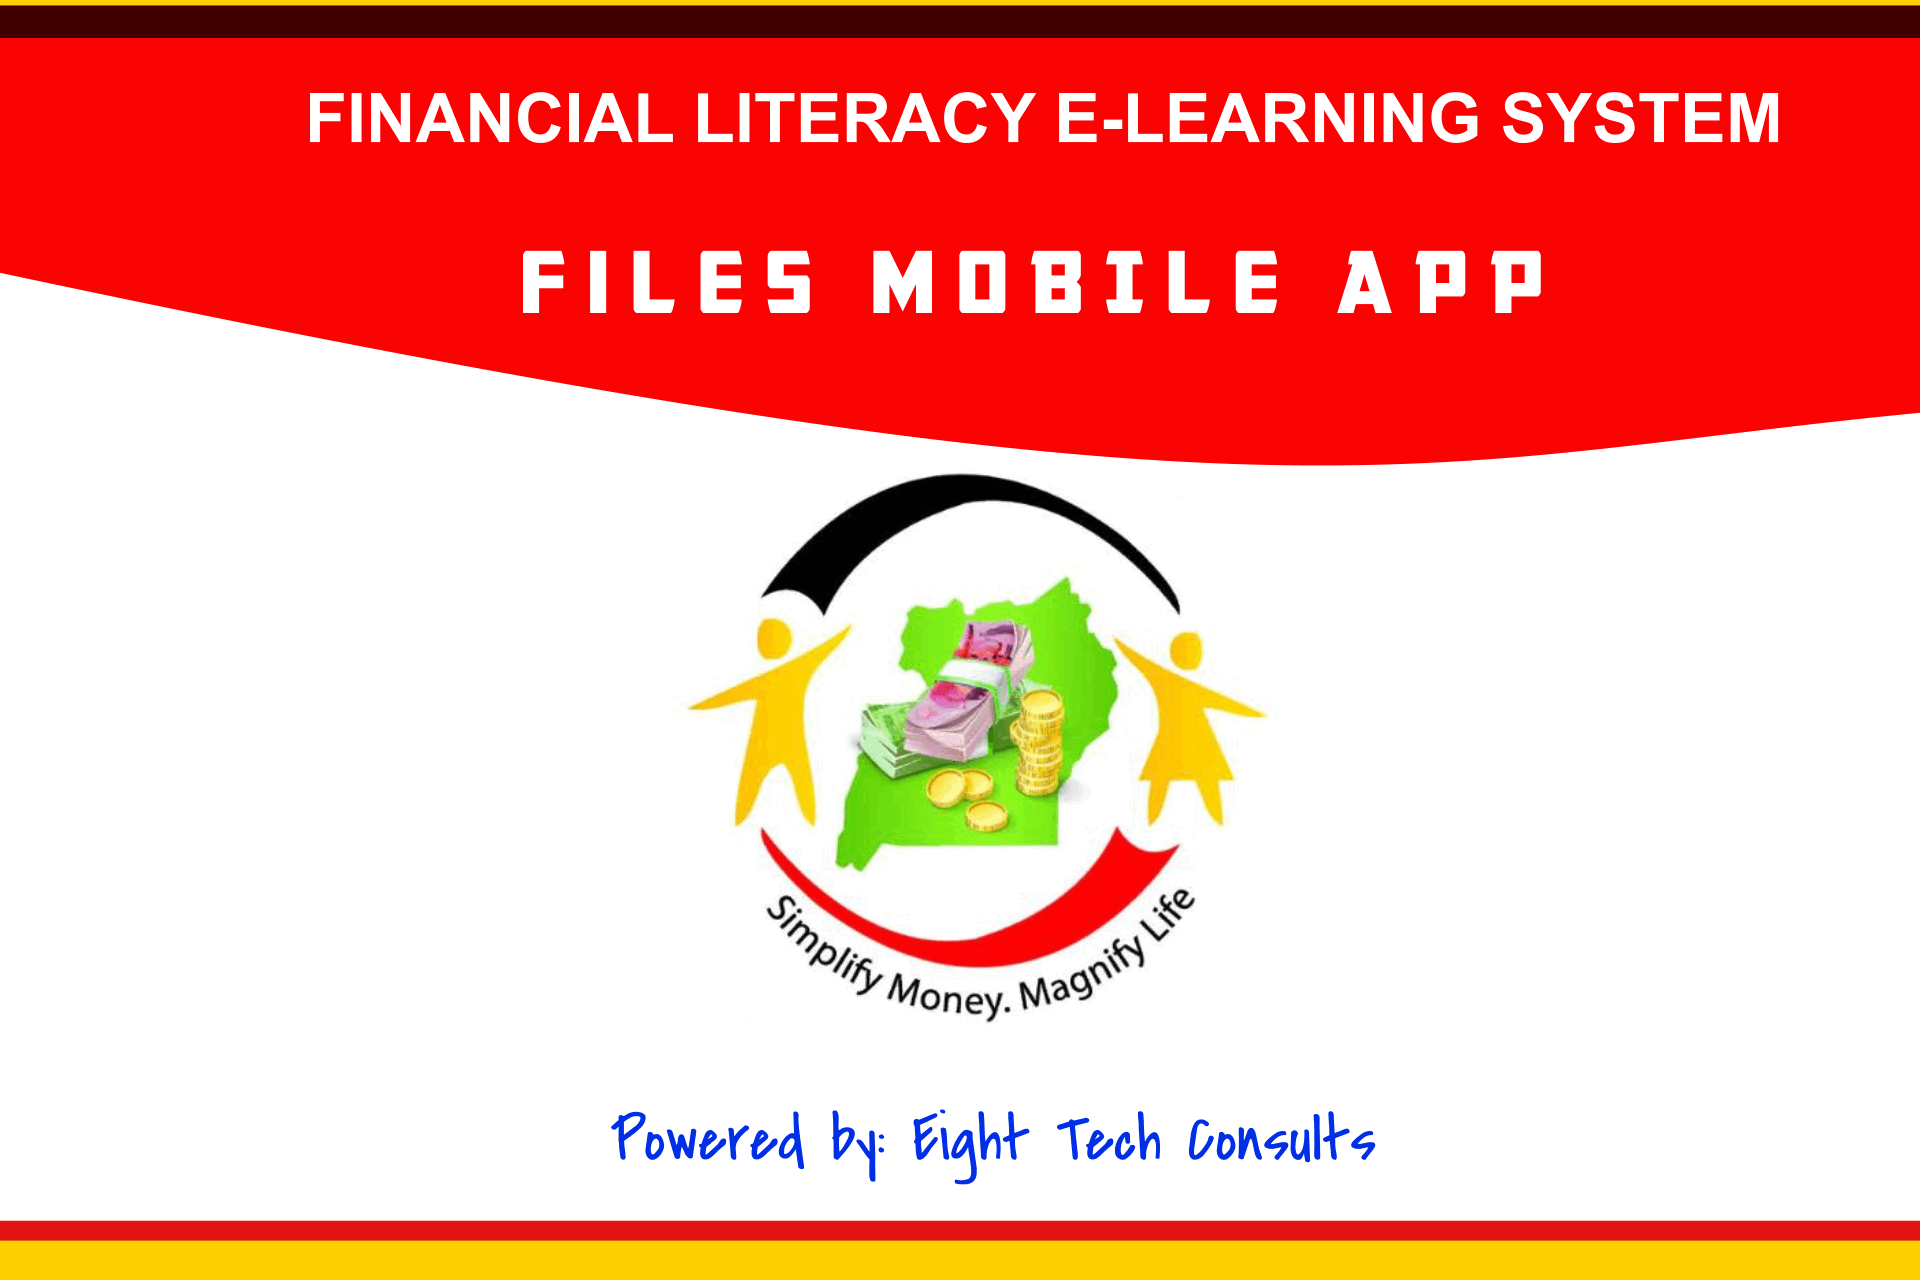 FINANCIAL LITERACY E-LEARNING SYSTEM
FILES MOBILE APP
Simplify Money. Magnify Life
Powered by: Eight Tech Consults